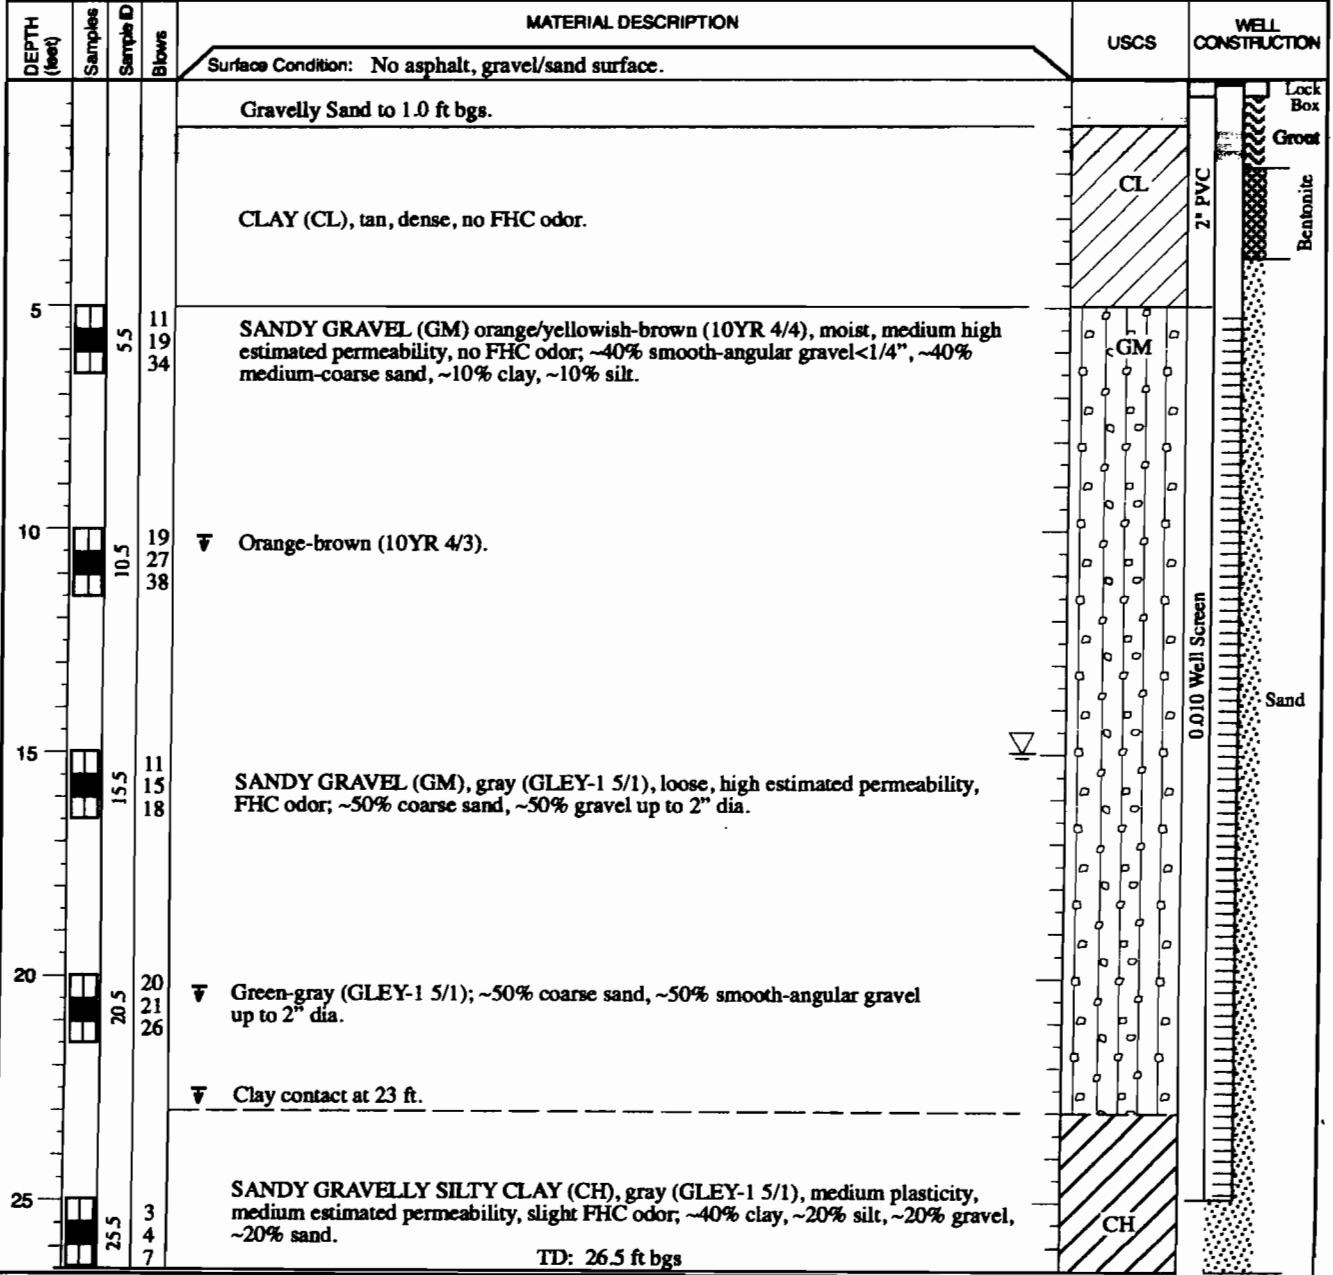 DEPTH (feet)
Samples
Sample ID
Blows
MATERIAL DESCRIPTION
Surface Condition: No asphalt, gravel/sand surface.
USCS
WELL CONSTRUCTION
Lock
Box
Grout
2" PVC
Bentonite
Gravelly Sand to 1.0 ft bgs.
CL
CLAY (CL), tan, dense, no FHC odor.
5
5.5
11
19
34
SANDY GRAVEL (GM) orange/yellowish-brown (10YR 4/4), moist, medium high
estimated permeability, no FHC odor; ~40% smooth-angular gravel<1/4", ~40%
medium-coarse sand, ~10% clay, ~10% silt.
GM
10
10.5
19
27
38
Orange-brown (10YR 4/3).
0.010 Well Screen
Sand
15
15.5
11
15
18
SANDY GRAVEL (GM), gray (GLEY-1 5/1), loose, high estimated permeability,
FHC odor; ~50% coarse sand, ~50% gravel up to 2" dia.
20
20.5
20
21
26
Green-gray (GLEY-1 5/1); ~50% coarse sand, ~50% smooth-angular gravel
up to 2" dia.
Clay contact at 23 ft.
25
25.5
3
4
7
SANDY GRAVELLY SILTY CLAY (CH), gray (GLEY-1 5/1), medium plasticity,
medium estimated permeability, slight FHC odor; ~40% clay, ~20% silt, ~20% gravel,
~20% sand.
CH
TD: 26.5 ft bgs